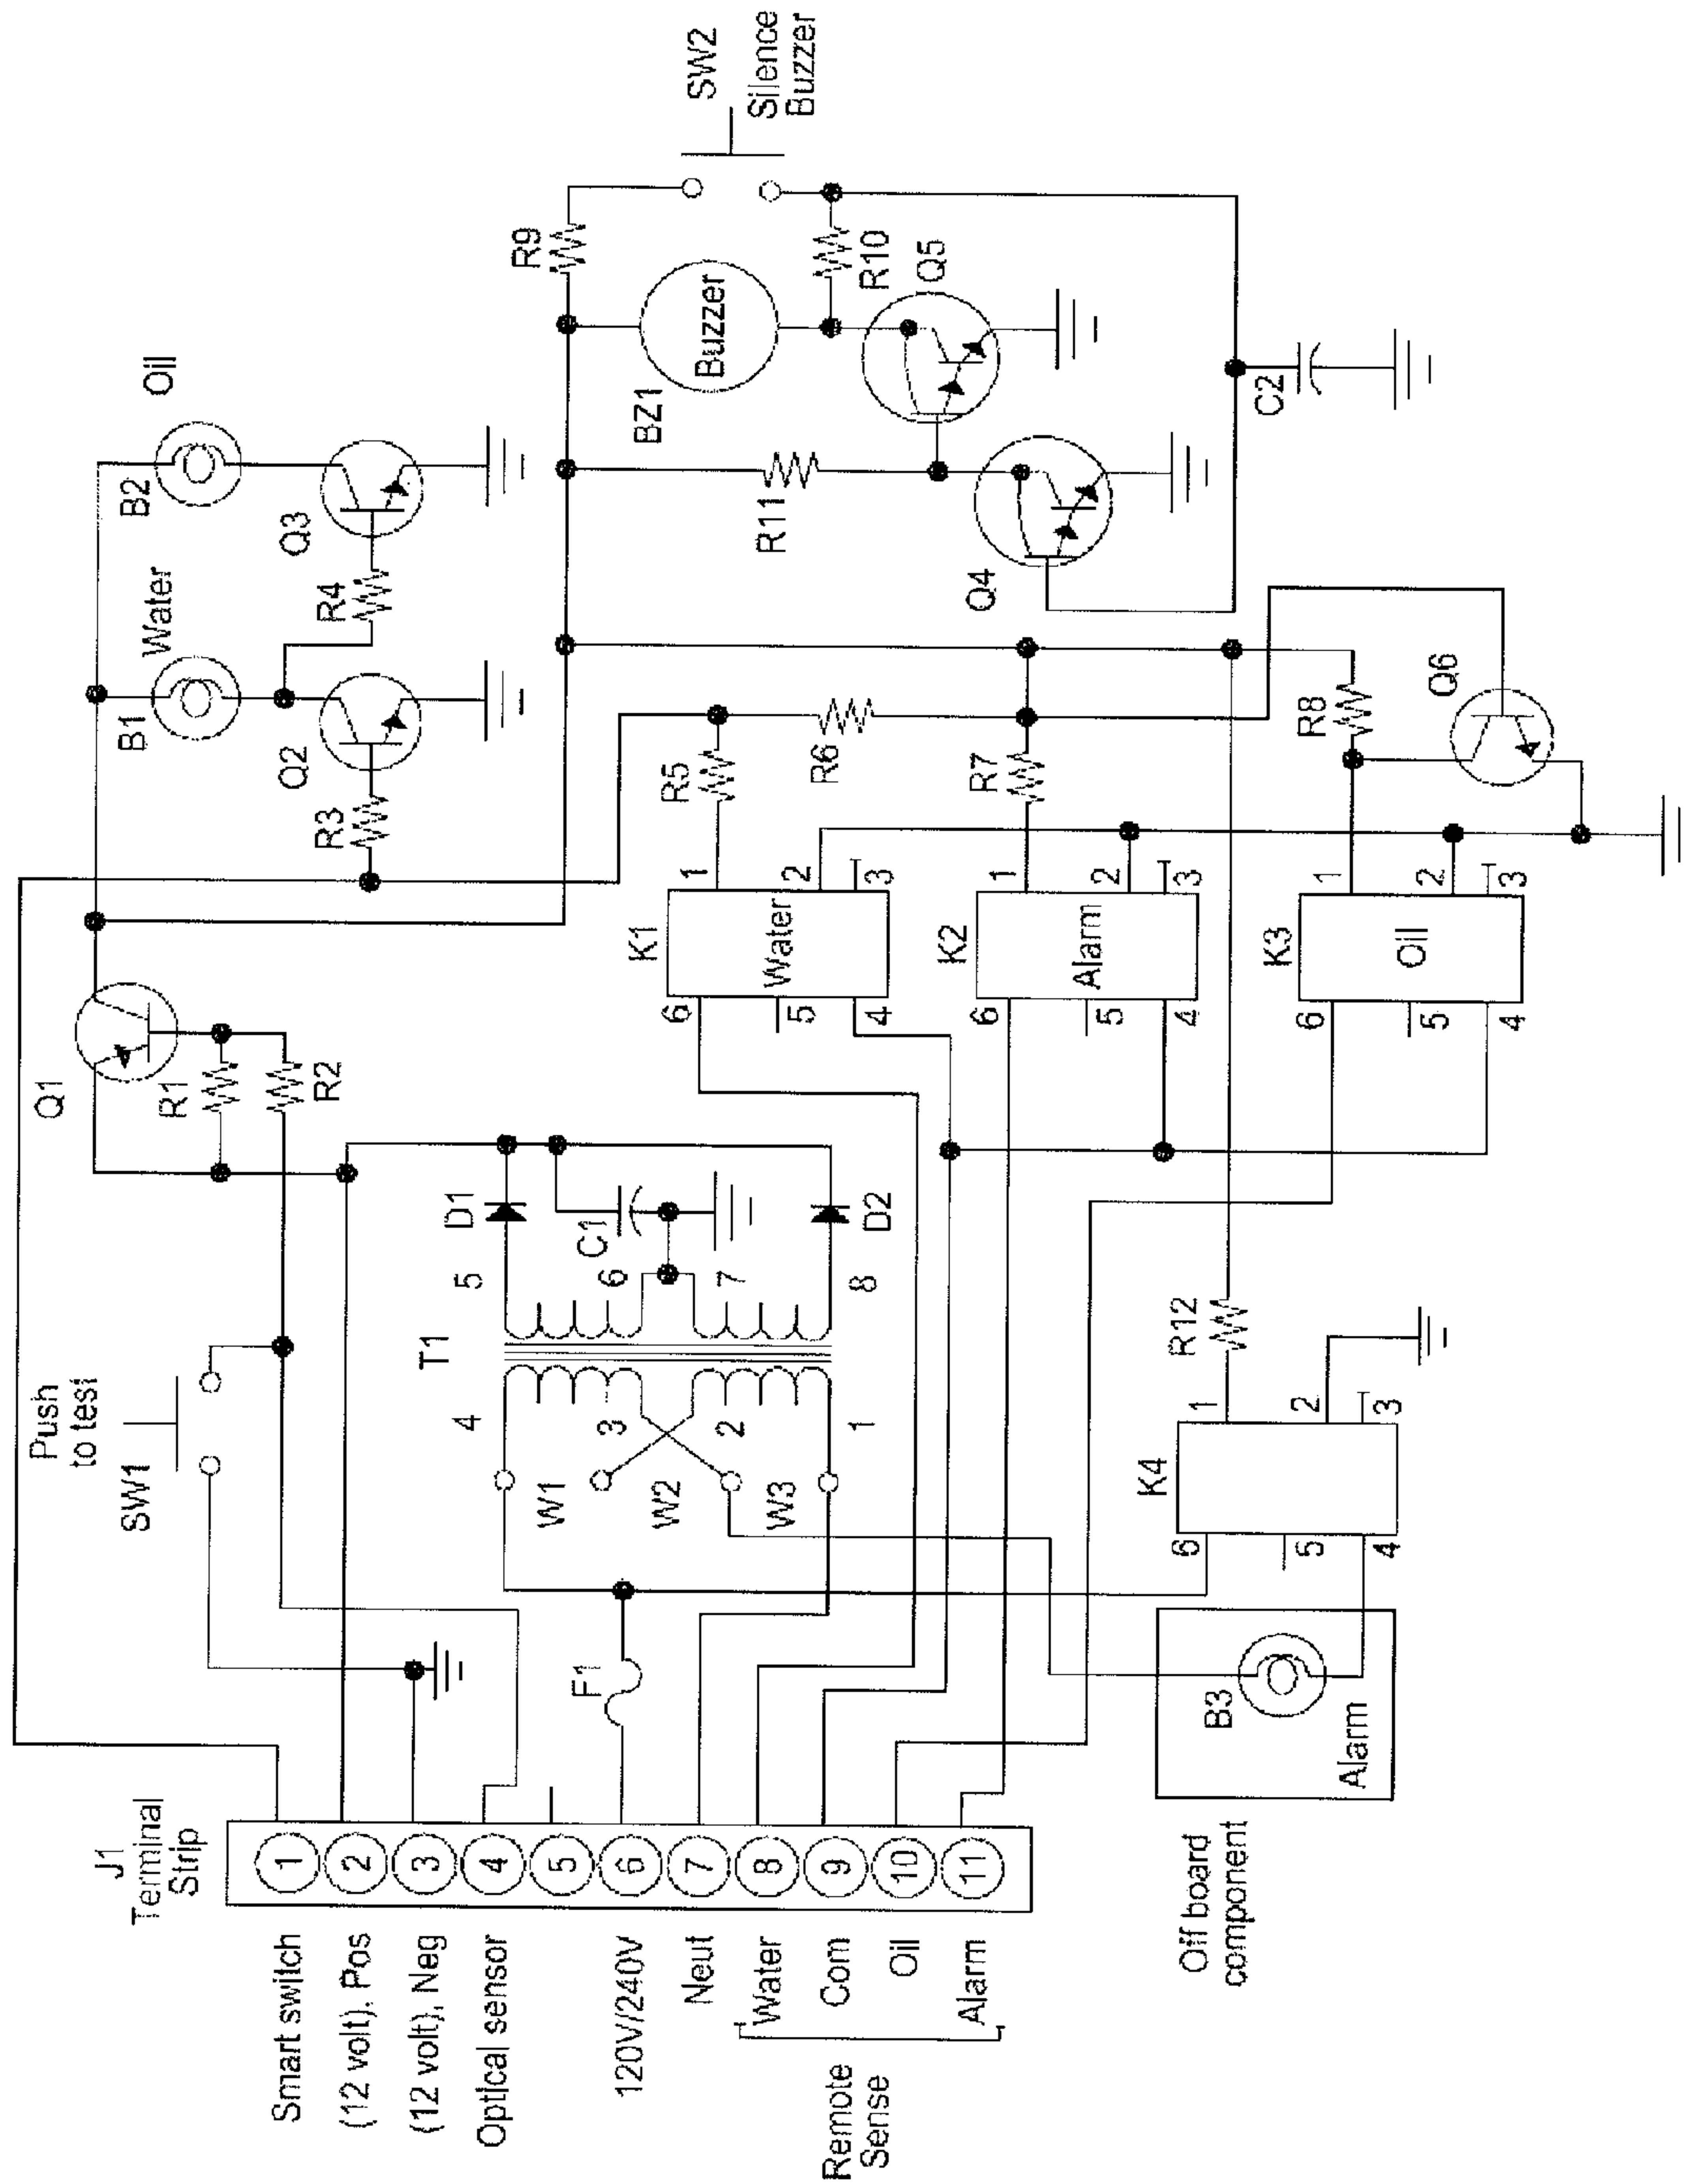 J1
Terminal
Strip
Smart switch
(12 volt). Pos
(12 volt), Neg
Optical sensor
120V/240V
Neut
Water
Com
Oil
Alarm
Remote
Sense
1
2
3
4
5
6
7
8
9
10
11
Push
to test
SW1
F1
T1
4
3
2
1
5
6
7
8
W1
W2
W3
D1
C1
D2
Q1
R1
R2
B1
Water
B2
Oil
Q2
R3
Q3
R4
R9
SW2
Silence
Buzzer
BZ1
Buzzer
R10
Q5
R11
Q4
C2
R5
R6
R7
R8
Q6
K1
Water
1
2
3
6
5
4
K2
Alarm
1
2
3
6
5
4
K3
Oil
1
2
3
6
5
4
R12
K4
1
2
3
6
5
4
B3
Alarm
Off board
component